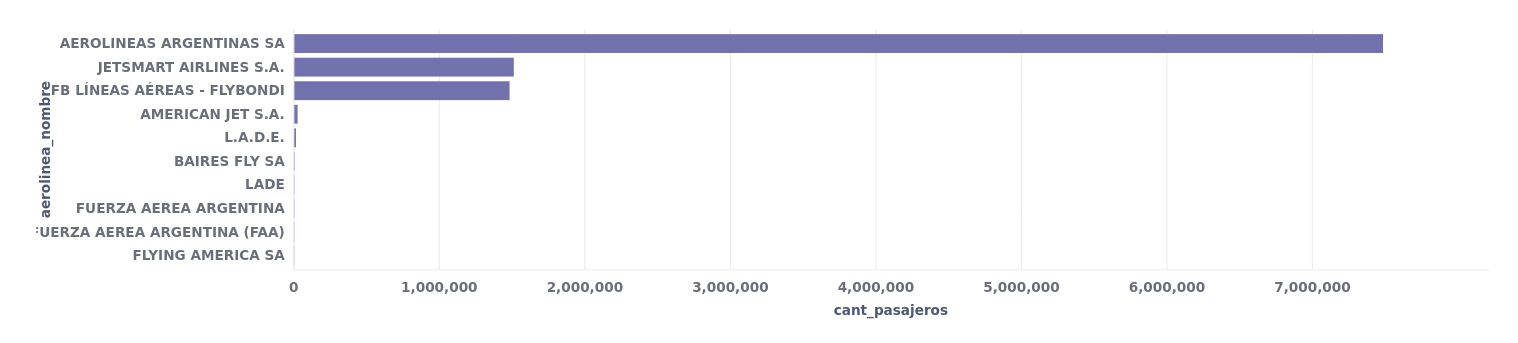 AEROLINEAS ARGENTINAS SA
JETSMART AIRLINES S.A.
FB LÍNEAS AÉREAS - FLYBONDI
AMERICAN JET S.A.
L.A.D.E.
BAIRES FLY SA
LADE
FUERZA AEREA ARGENTINA
FUERZA AEREA ARGENTINA (FAA)
FLYING AMERICA SA
aerolinea_nombre
0 1,000,000 2,000,000 3,000,000 4,000,000 5,000,000 6,000,000 7,000,000
cant_pasajeros